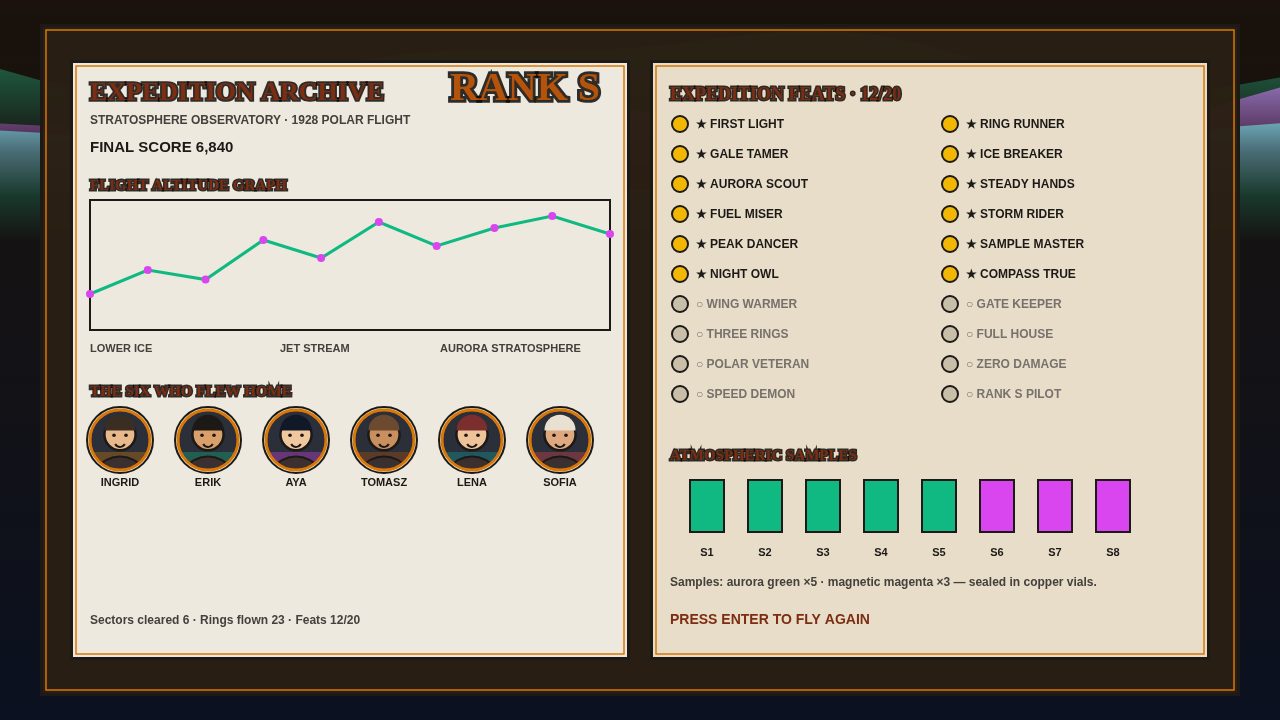 EXPEDITION ARCHIVE
RANK S
STRATOSPHERE OBSERVATORY · 1928 POLAR FLIGHT
FINAL SCORE 6,840
FLIGHT ALTITUDE GRAPH
LOWER ICE
JET STREAM
AURORA STRATOSPHERE
THE SIX WHO FLEW HOME
INGRID
ERIK
AYA
TOMASZ
LENA
SOFIA
Sectors cleared 6 · Rings flown 23 · Feats 12/20
EXPEDITION FEATS · 12/20
★ FIRST LIGHT
★ GALE TAMER
★ AURORA SCOUT
★ FUEL MISER
★ PEAK DANCER
★ NIGHT OWL
○ WING WARMER
○ THREE RINGS
○ POLAR VETERAN
○ SPEED DEMON
★ RING RUNNER
★ ICE BREAKER
★ STEADY HANDS
★ STORM RIDER
★ SAMPLE MASTER
★ COMPASS TRUE
○ GATE KEEPER
○ FULL HOUSE
○ ZERO DAMAGE
○ RANK S PILOT
ATMOSPHERIC SAMPLES
S1
S2
S3
S4
S5
S6
S7
S8
Samples: aurora green ×5 · magnetic magenta ×3 — sealed in copper vials.
PRESS ENTER TO FLY AGAIN